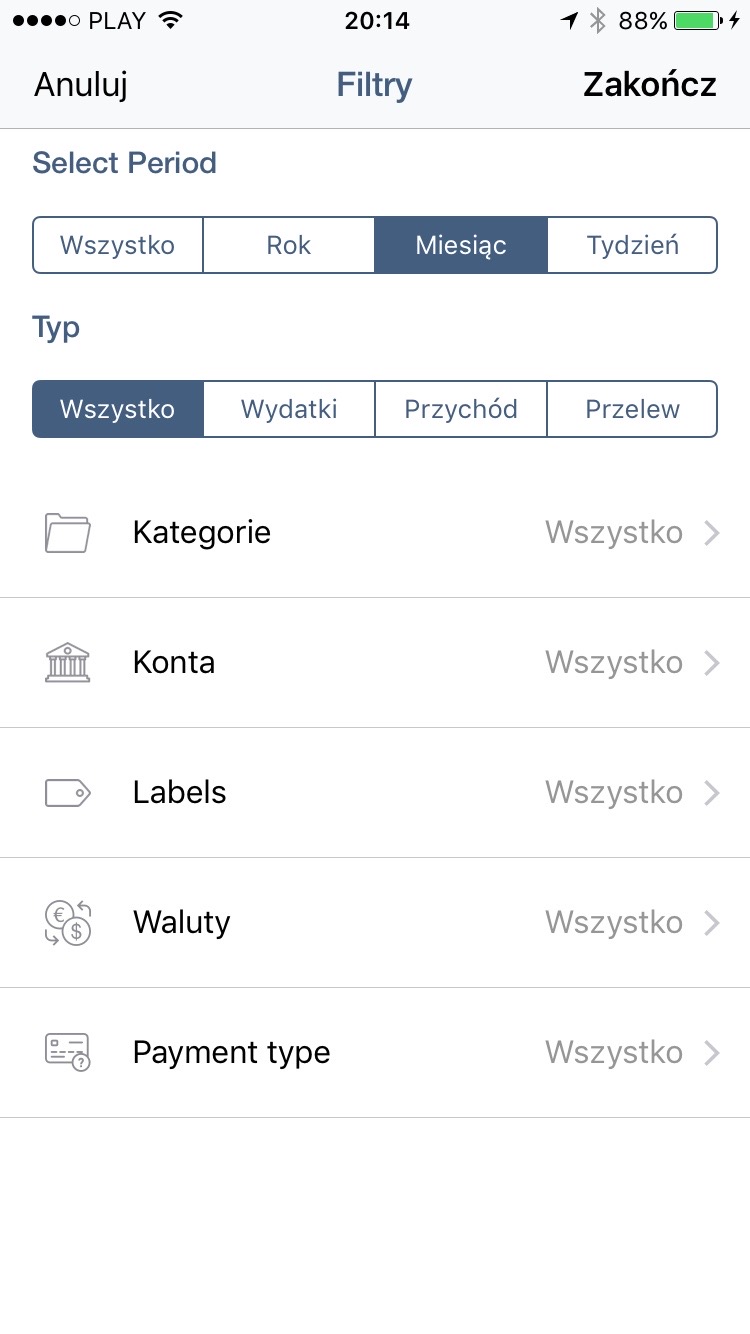 PLAY 20:14 88%
Anuluj Filtry Zakończ
Select Period
Wszystko Rok Miesiąc Tydzień
Typ
Wszystko Wydatki Przychód Przelew
Kategorie Wszystko
Konta Wszystko
Labels Wszystko
€ $ Waluty Wszystko
? Payment type Wszystko